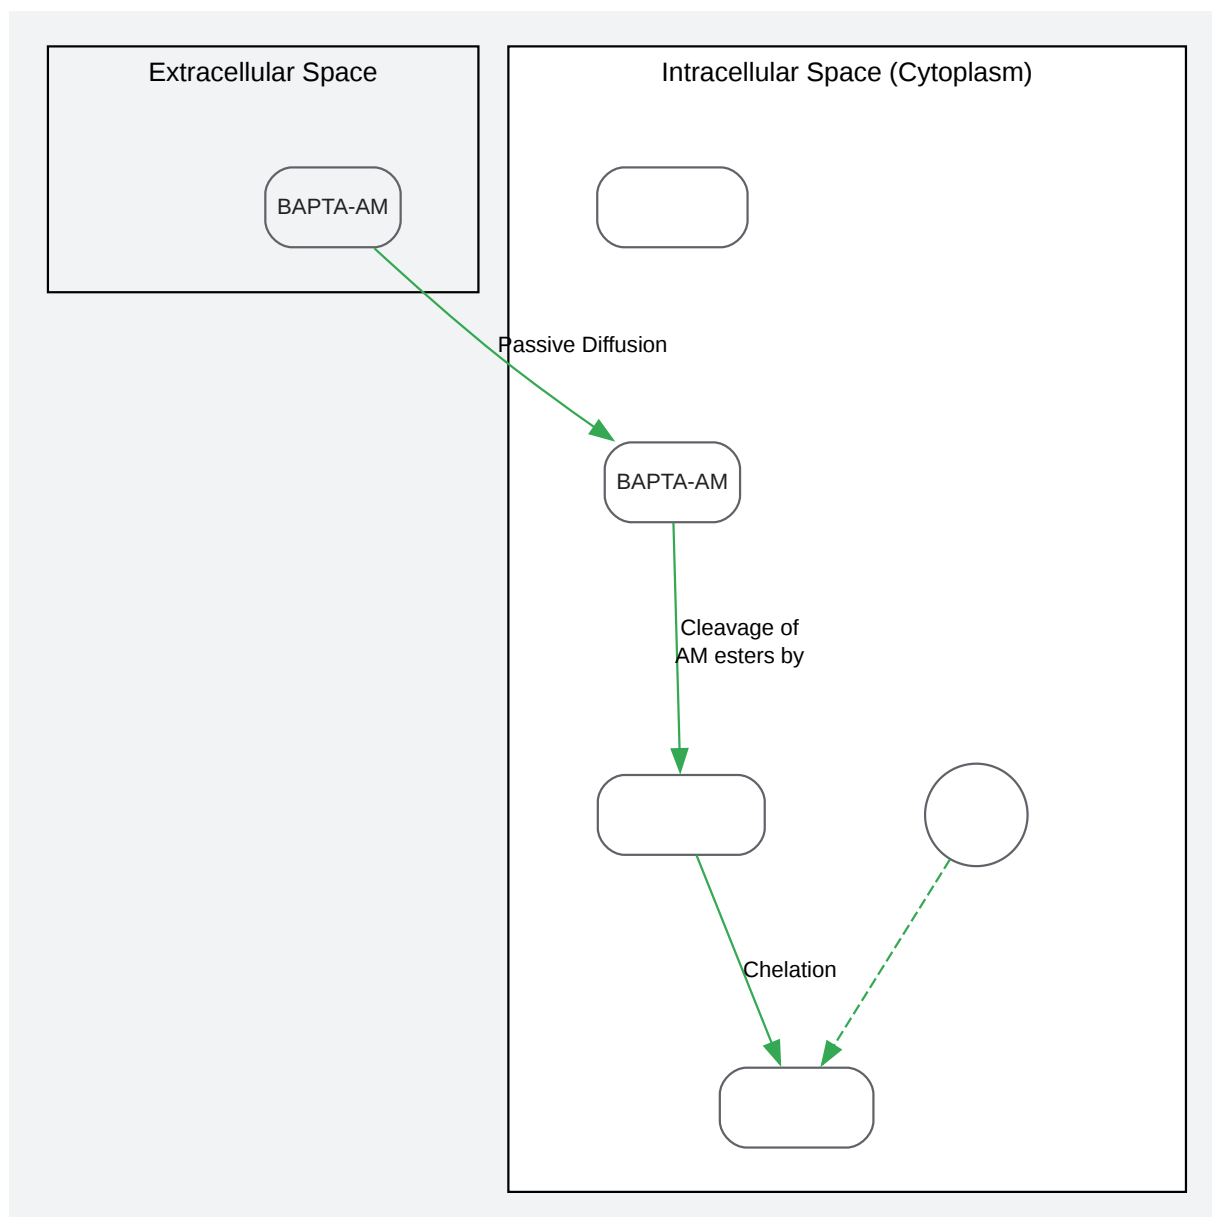 Extracellular Space
Intracellular Space (Cytoplasm)
BAPTA-AM
Passive Diffusion
BAPTA-AM
Cleavage of
AM esters by
Chelation